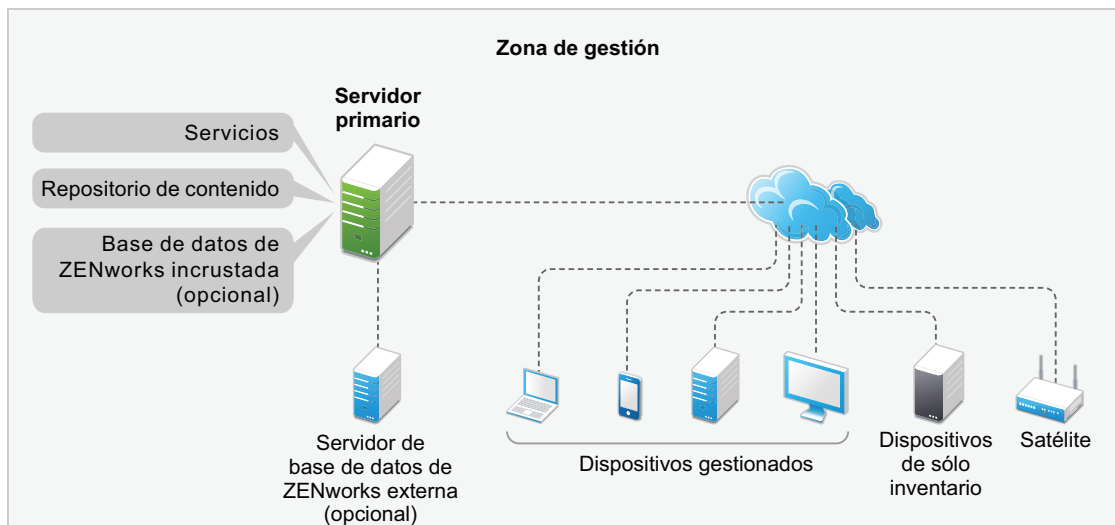 Zona de gestión
Servidor
primario
Servicios
Repositorio de contenido
Base de datos de
ZENworks incrustada
(opcional)
Servidor de
base de datos de
ZENworks externa
(opcional)
Dispositivos gestionados
Dispositivos
de sólo
inventario
Satélite